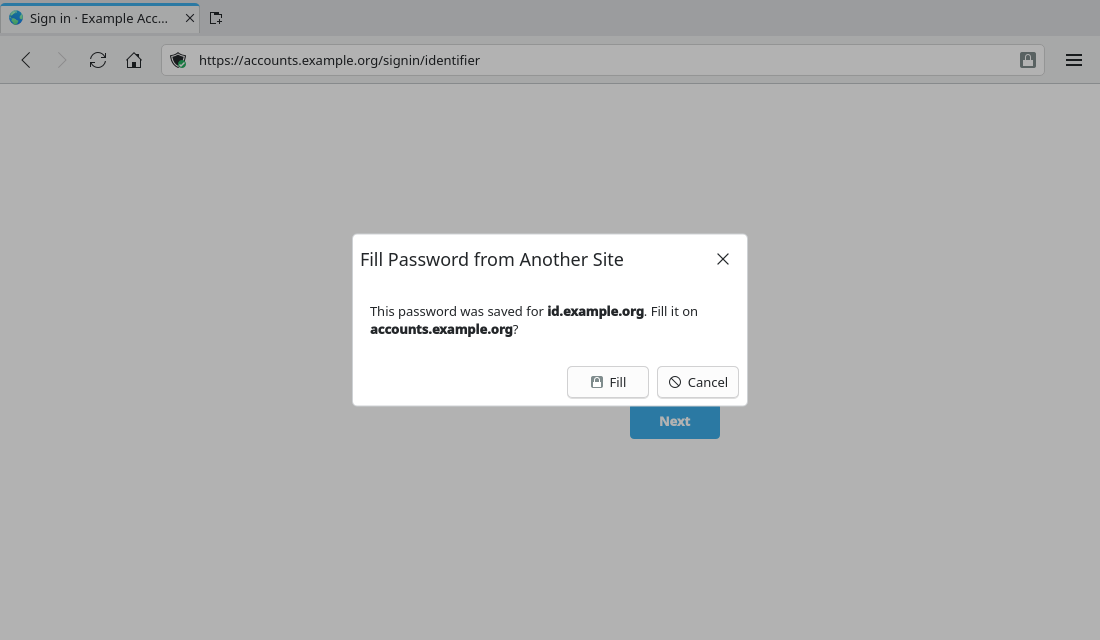 Sign in · Example Acc...
https://accounts.example.org/signin/identifier
Fill Password from Another Site
This password was saved for id.example.org. Fill it on
accounts.example.org?
Fill
Cancel
Next